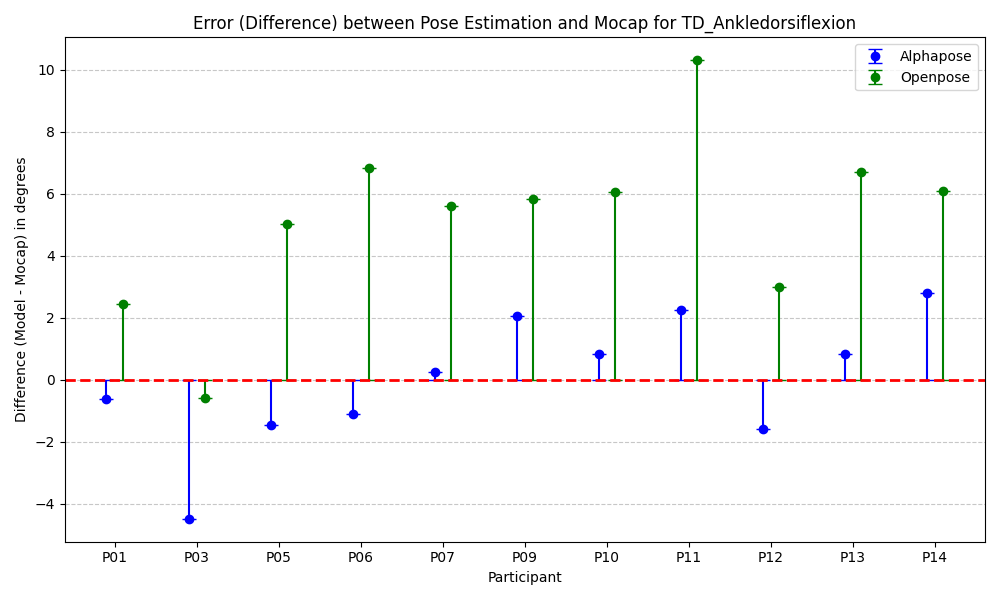 Error (Difference) between Pose Estimation and Mocap for TD_Ankledorsiflexion
Alphapose
Openpose
Difference (Model - Mocap) in degrees
10
8
6
4
2
0
−2
−4
P01 P03 P05 P06 P07 P09 P10 P11 P12 P13 P14
Participant